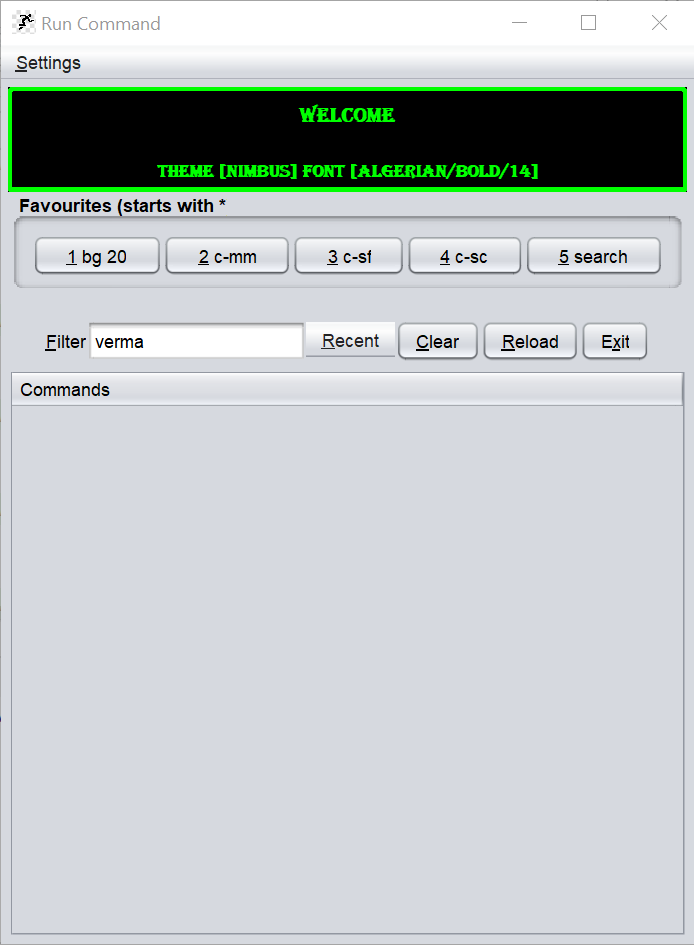 Run Command
Settings
WELCOME
THEME [NIMBUS] FONT [ALGERIAN/BOLD/14]
Favourites (starts with *
1 bg 20 2 c-mm 3 c-sf 4 c-sc 5 search
Filter verma Recent Clear Reload Exit
Commands